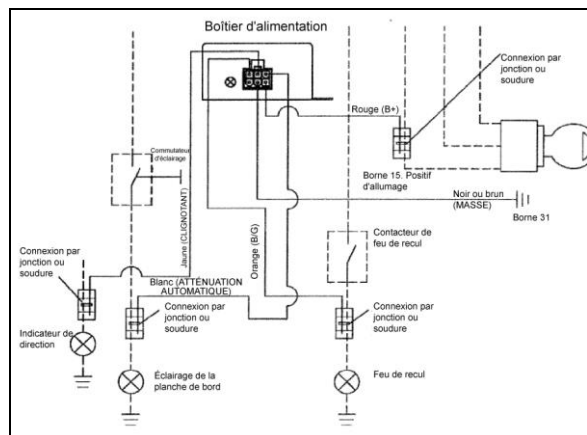 Boîtier d'alimentation
Connexion par
jonction ou
soudure
Rouge (B+)
Commutateur
d'éclairage
Borne 15. Positif
d'allumage
Noir ou brun
(MASSE)
Borne 31
Jaune (CLIGNOTANT)
Orange (B/G)
Contacteur de
feu de recul
Connexion par
jonction ou
soudure
Blanc (ATTÉNUATION
AUTOMATIQUE)
Connexion par
jonction ou
soudure
Connexion par
jonction ou
soudure
Indicateur de
direction
Éclairage de la
planche de bord
Feu de recul